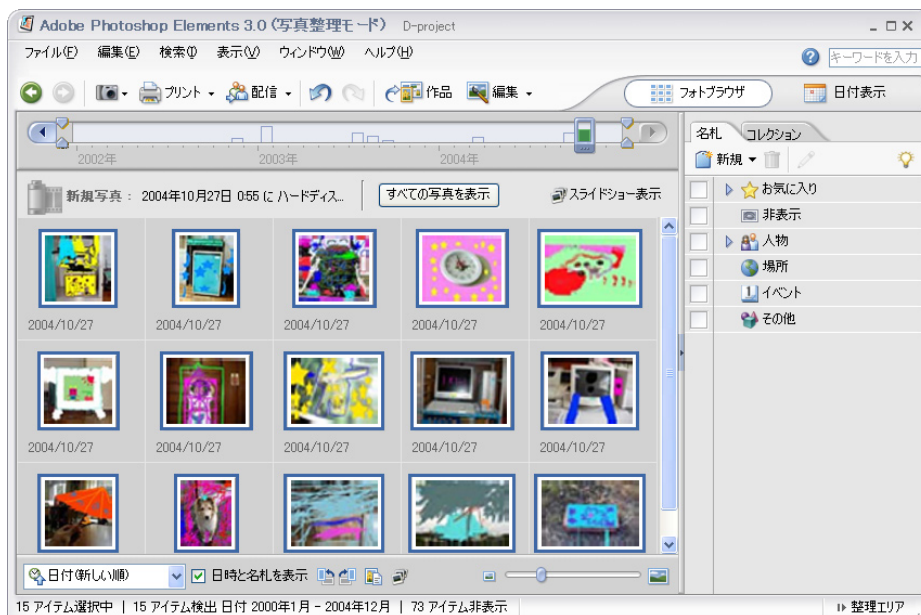 Adobe Photoshop Elements 3.0 (写真整理モード) D-project
ファイル(F) 編集(E) 検索(I) 表示(V) ウィンドウ(W) ヘルプ(H)
キーワードを入力
プリント 配信 作品 編集 フォトブラウザ 日付表示
2002年 2003年 2004年
名札 コレクション
新規
新規写真 : 2004年10月27日 0:55 に ハードディス... すべての写真を表示 スライドショー表示
お気に入り
非表示
人物
場所
イベント
その他
2004/10/27 2004/10/27 2004/10/27 2004/10/27 2004/10/27
2004/10/27 2004/10/27 2004/10/27 2004/10/27 2004/10/27
日付(新しい順) 日時と名札を表示
15 アイテム選択中 | 15 アイテム検出 日付 2000年1月 - 2004年12月 | 73 アイテム非表示 整理エリア